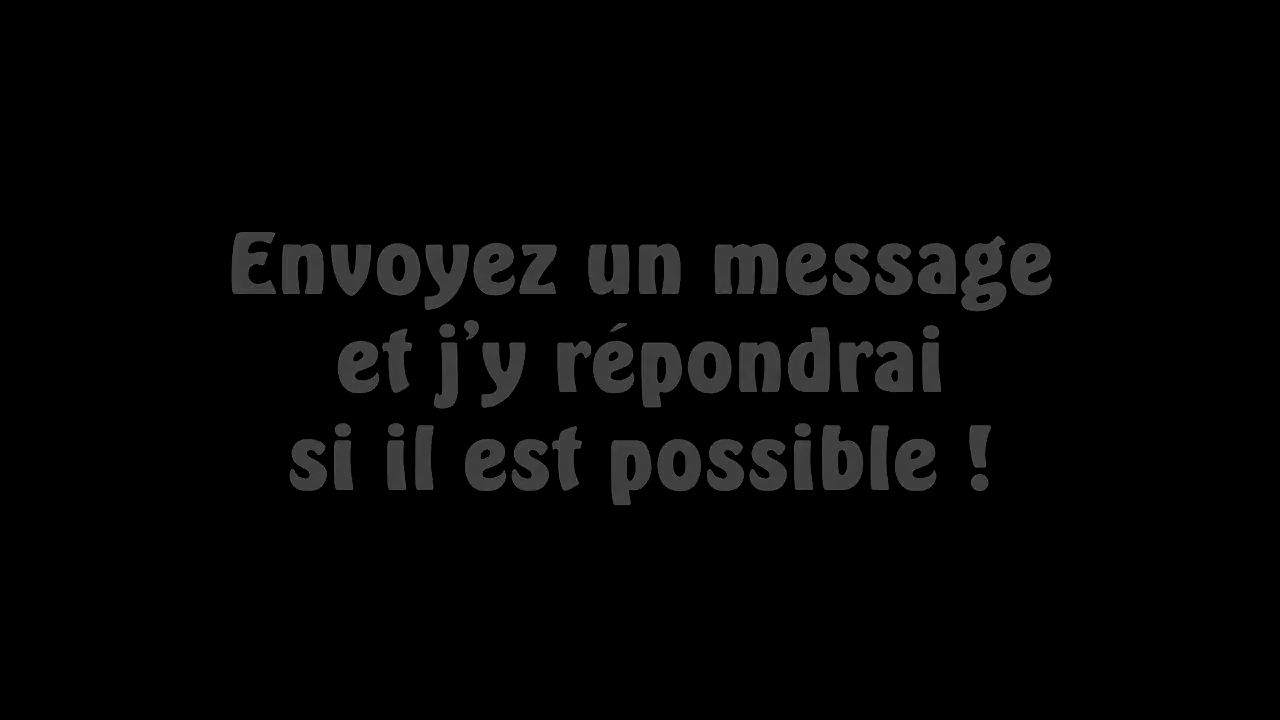 Envoyez un message
et j’y répondrai
si il est possible !